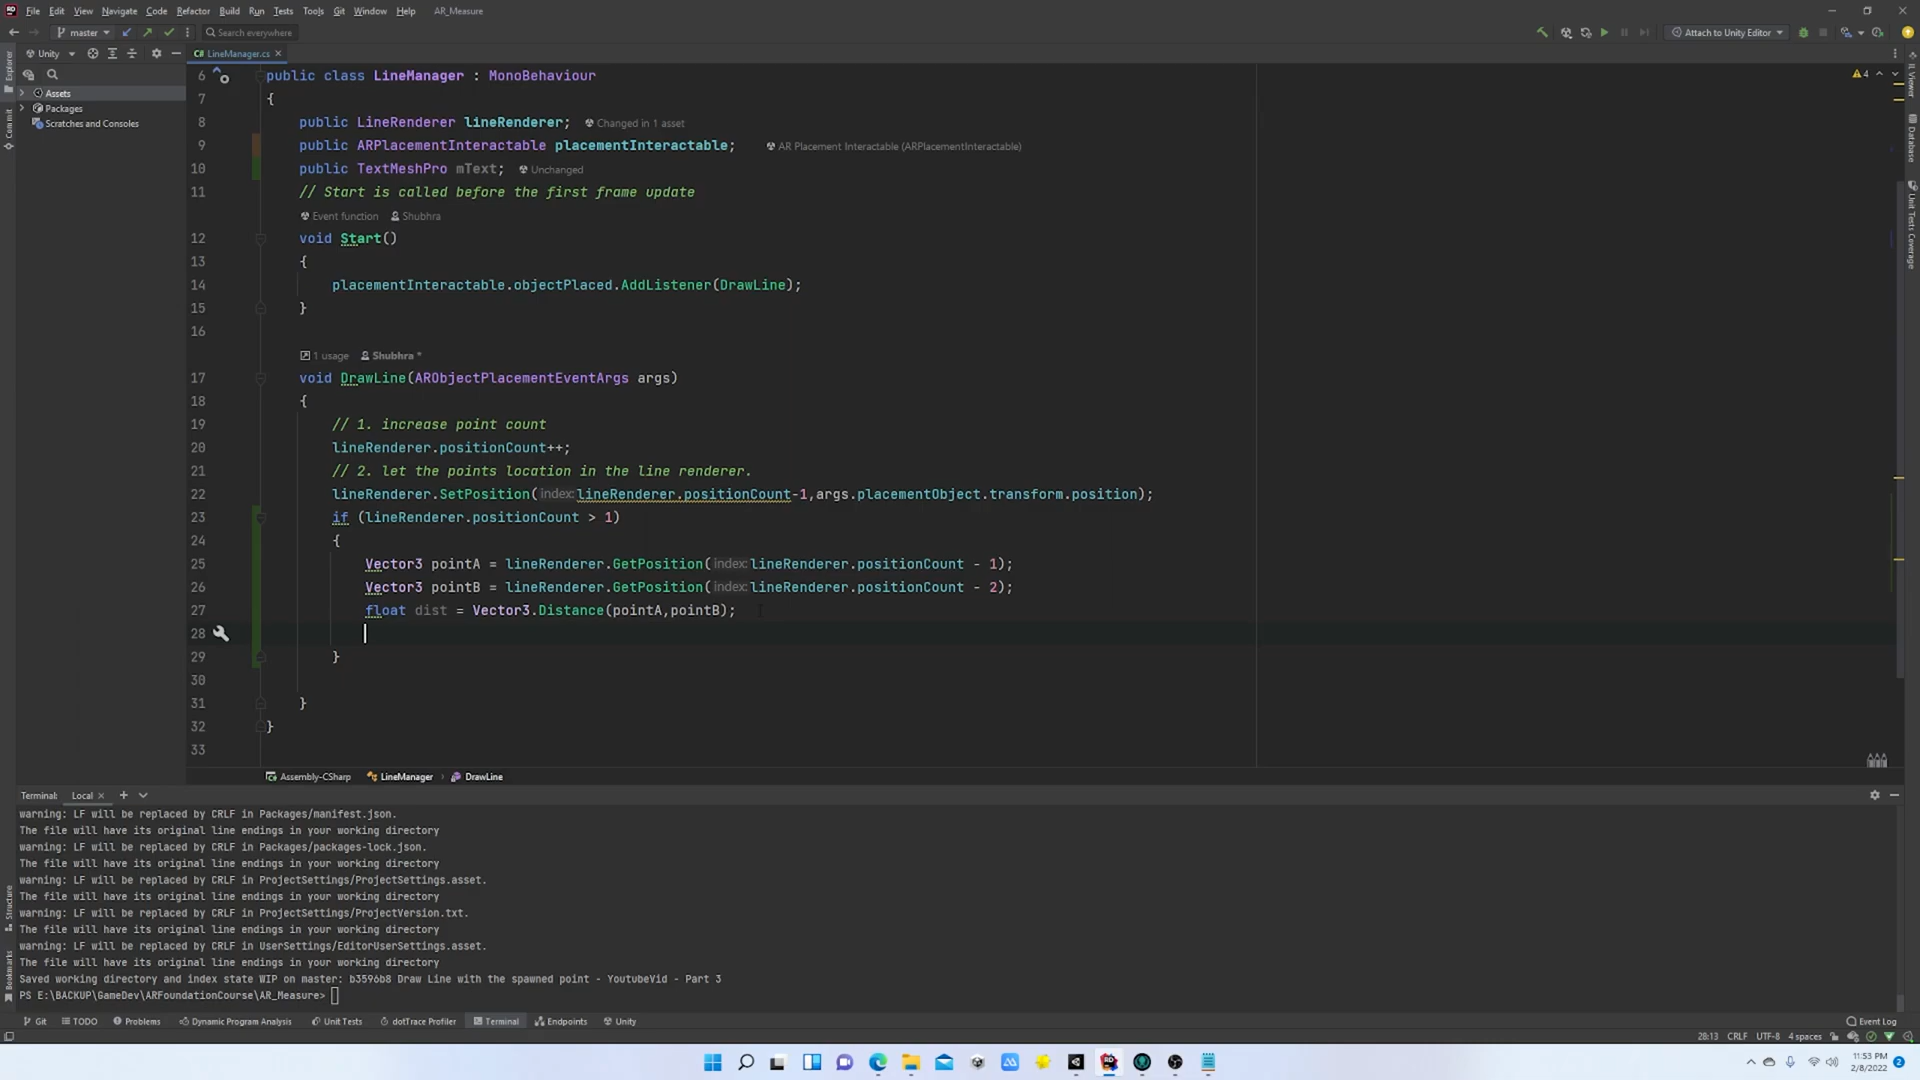 File Edit View Navigate Code Refactor Build Run Tests Tools Git Window Help AR_Measure
master Search everywhere Attach to Unity Editor
Unity
LineManager.cs
Assets
Packages
Scratches and Consoles
Explorer
Commit
Structure
Bookmarks
IL Viewer
Database
Unit Tests Coverage
4
6 public class LineManager : MonoBehaviour
7 {
8 public LineRenderer lineRenderer; Changed in 1 asset
9 public ARPlacementInteractable placementInteractable; AR Placement Interactable (ARPlacementInteractable)
10 public TextMeshPro mText; Unchanged
11 // Start is called before the first frame update
Event function Shubhra
12 void Start()
13 {
14 placementInteractable.objectPlaced.AddListener(DrawLine);
15 }
16
1 usage Shubhra *
17 void DrawLine(ARObjectPlacementEventArgs args)
18 {
19 // 1. increase point count
20 lineRenderer.positionCount++;
21 // 2. let the points location in the line renderer.
22 lineRenderer.SetPosition(index:lineRenderer.positionCount-1,args.placementObject.transform.position);
23 if (lineRenderer.positionCount > 1)
24 {
25 Vector3 pointA = lineRenderer.GetPosition(index:lineRenderer.positionCount - 1);
26 Vector3 pointB = lineRenderer.GetPosition(index:lineRenderer.positionCount - 2);
27 float dist = Vector3.Distance(pointA,pointB);
28
29 }
30
31 }
32 }
33
Assembly-CSharp LineManager DrawLine
Terminal: Local
warning: LF will be replaced by CRLF in Packages/manifest.json.
The file will have its original line endings in your working directory
warning: LF will be replaced by CRLF in Packages/packages-lock.json.
The file will have its original line endings in your working directory
warning: LF will be replaced by CRLF in ProjectSettings/ProjectSettings.asset.
The file will have its original line endings in your working directory
warning: LF will be replaced by CRLF in ProjectSettings/ProjectVersion.txt.
The file will have its original line endings in your working directory
warning: LF will be replaced by CRLF in UserSettings/EditorUserSettings.asset.
The file will have its original line endings in your working directory
Saved working directory and index state WIP on master: b3596b8 Draw Line with the spawned point - YoutubeVid - Part 3
PS E:\BACKUP\GameDev\ARFoundationCourse\AR_Measure>
Git TODO Problems Dynamic Program Analysis Unit Tests dotTrace Profiler Terminal Endpoints Unity Event Log
28:13 CRLF UTF-8 4 spaces
11:53 PM
2/8/2022
2